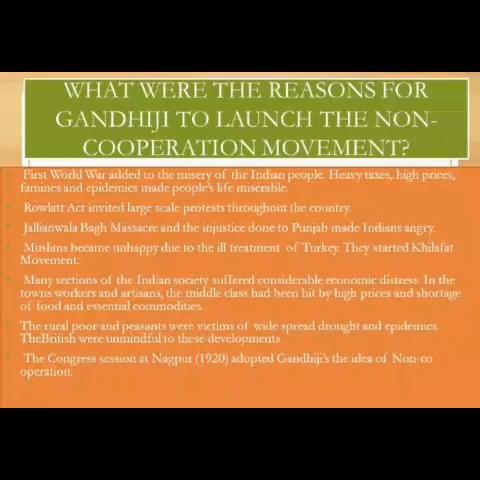 WHAT WERE THE REASONS FOR
GANDHIJI TO LAUNCH THE NON-
COOPERATION MOVEMENT?
First World War added to the misery of the Indian people. Heavy taxes, high prices,
famines and epidemics made people's life miserable.
Rowlatt Act invited large scale protests throughout the country.
Jallianwala Bagh Massacre and the injustice done to Punjab made Indians angry.
Muslims became unhappy due to the ill treatment of Turkey. They started Khilafat
Movement.
Many sections of the Indian society suffered considerable economic distress. In the
towns workers and artisans, the middle class had been hit by high prices and shortage
of food and essential commodities.
The rural poor and peasants were victims of wide spread drought and epidemics.
TheBritish were unmindful to these developments.
The Congress session at Nagpur (1920) adopted Gandhiji's the idea of Non-co
operation.